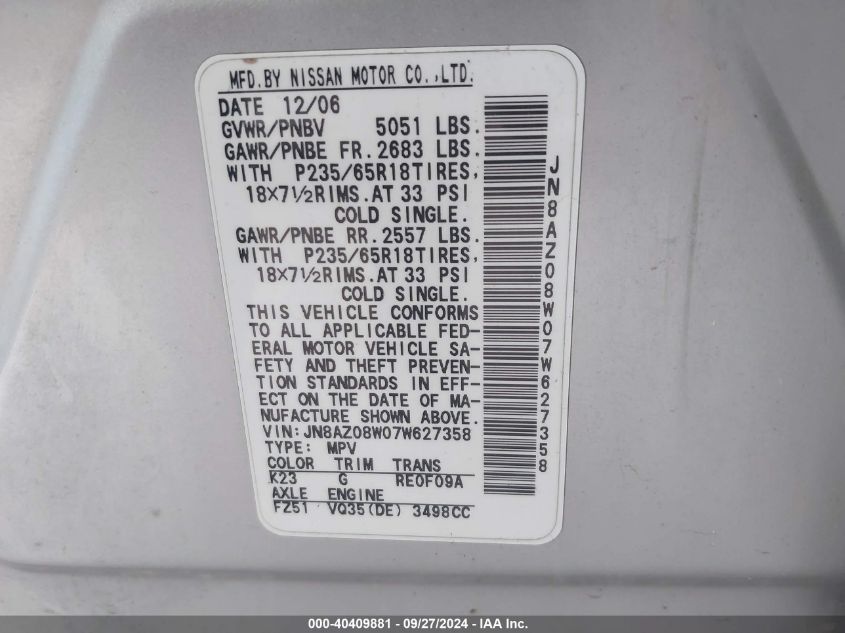 MFD.BY NISSAN MOTOR CO.,LTD.
DATE 12/06
GVWR/PNBV 5051 LBS.
GAWR/PNBE FR.2683 LBS.
WITH P235/65R18TIRES,
18X7½RIMS.AT 33 PSI
COLD SINGLE.
GAWR/PNBE RR.2557 LBS.
WITH P235/65R18TIRES,
18X7½RIMS.AT 33 PSI
COLD SINGLE.
THIS VEHICLE CONFORMS
TO ALL APPLICABLE FED-
ERAL MOTOR VEHICLE SA-
FETY AND THEFT PREVEN-
TION STANDARDS IN EFF-
ECT ON THE DATE OF MA-
NUFACTURE SHOWN ABOVE.
VIN:JN8AZ08W07W627358
TYPE: MPV
COLOR TRIM TRANS
K23 G RE0F09A
AXLE ENGINE
FZ51 VQ35(DE) 3498CC
JN8AZ08W07W627358
000-40409881 - 09/27/2024 - IAA Inc.